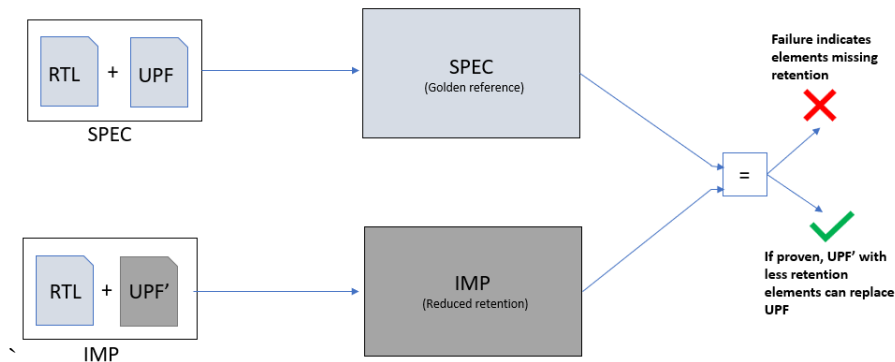 RTL + UPF
SPEC
SPEC
(Golden reference)
Failure indicates
elements missing
retention
=
RTL + UPF'
` IMP
IMP
(Reduced retention)
If proven, UPF' with
less retention
elements can replace
UPF